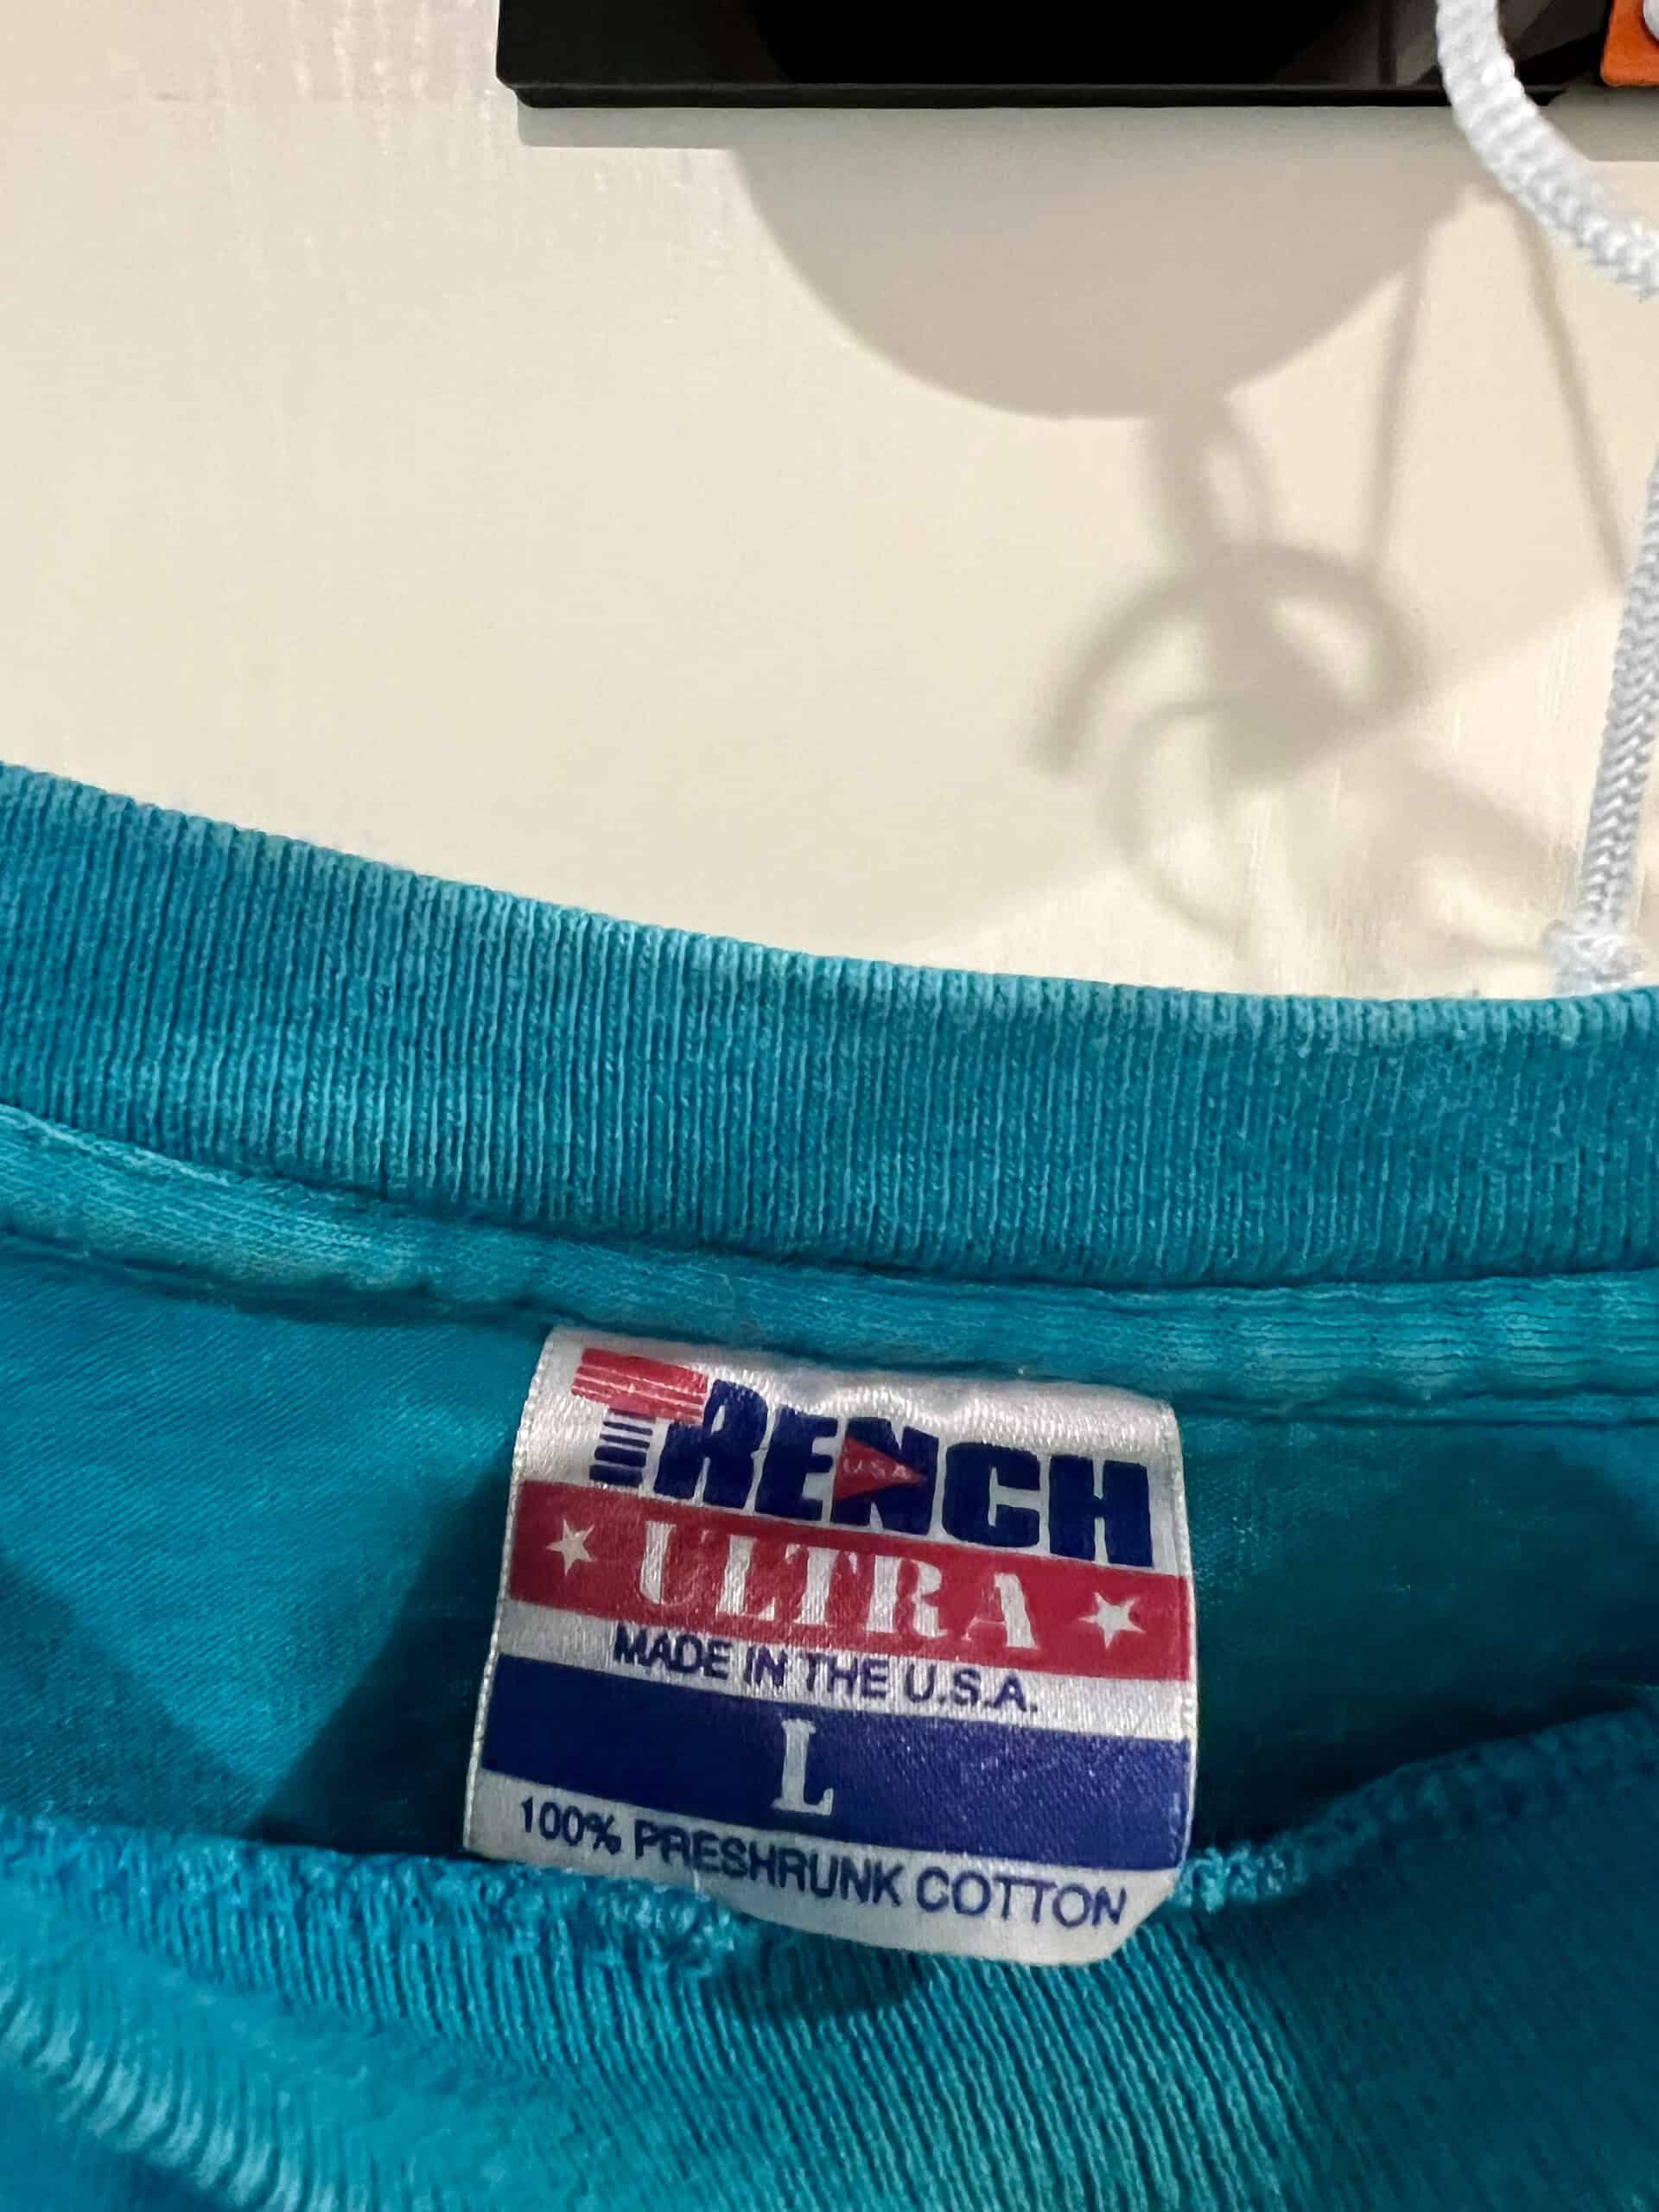 TRENCH
USA
ULTRA
MADE IN THE U.S.A.
L
100% PRESHRUNK COTTON